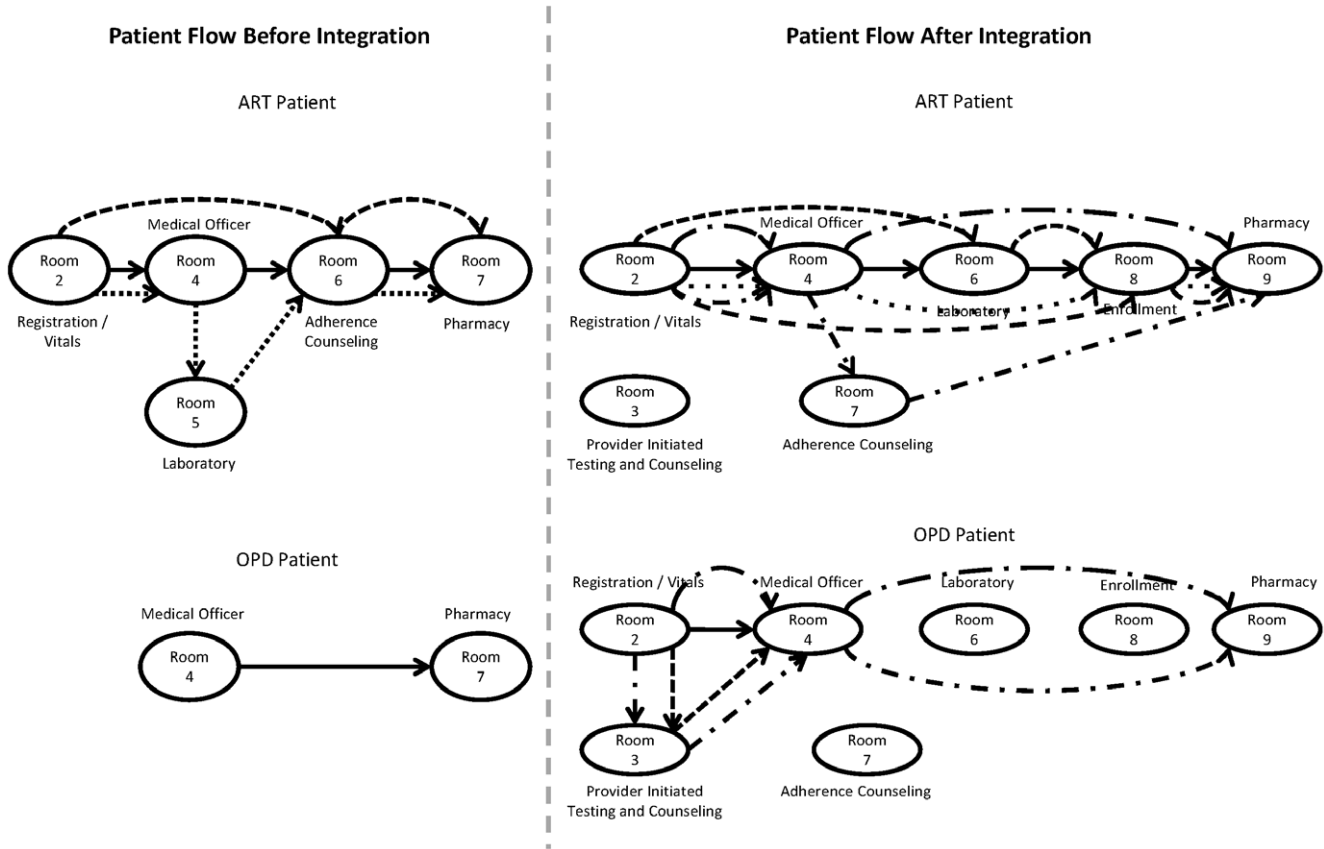 Patient Flow Before Integration
ART Patient
Medical Officer
Room
2
Room
4
Room
6
Room
7
Registration /
Vitals
Adherence
Counseling
Pharmacy
Room
5
Laboratory
OPD Patient
Medical Officer
Pharmacy
Room
4
Room
7
Patient Flow After Integration
ART Patient
Medical Officer
Pharmacy
Room
2
Room
4
Room
6
Room
8
Room
9
Registration / Vitals
Laboratory
Enrollment
Room
3
Room
7
Provider Initiated
Testing and Counseling
Adherence Counseling
OPD Patient
Registration / Vitals
Medical Officer
Laboratory
Enrollment
Pharmacy
Room
2
Room
4
Room
6
Room
8
Room
9
Room
3
Room
7
Provider Initiated
Testing and Counseling
Adherence Counseling